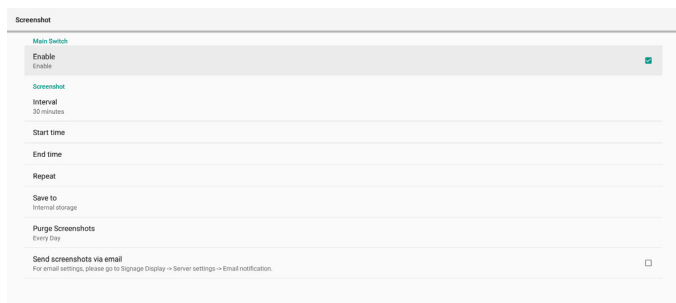 Screenshot
Main Switch
Enable
Enable
Screenshot
Interval
30 minutes
Start time
End time
Repeat
Save to
Internal storage
Purge Screenshots
Every Day
Send screenshots via email
For email settings, please go to Signage Display -> Server settings -> Email notification.